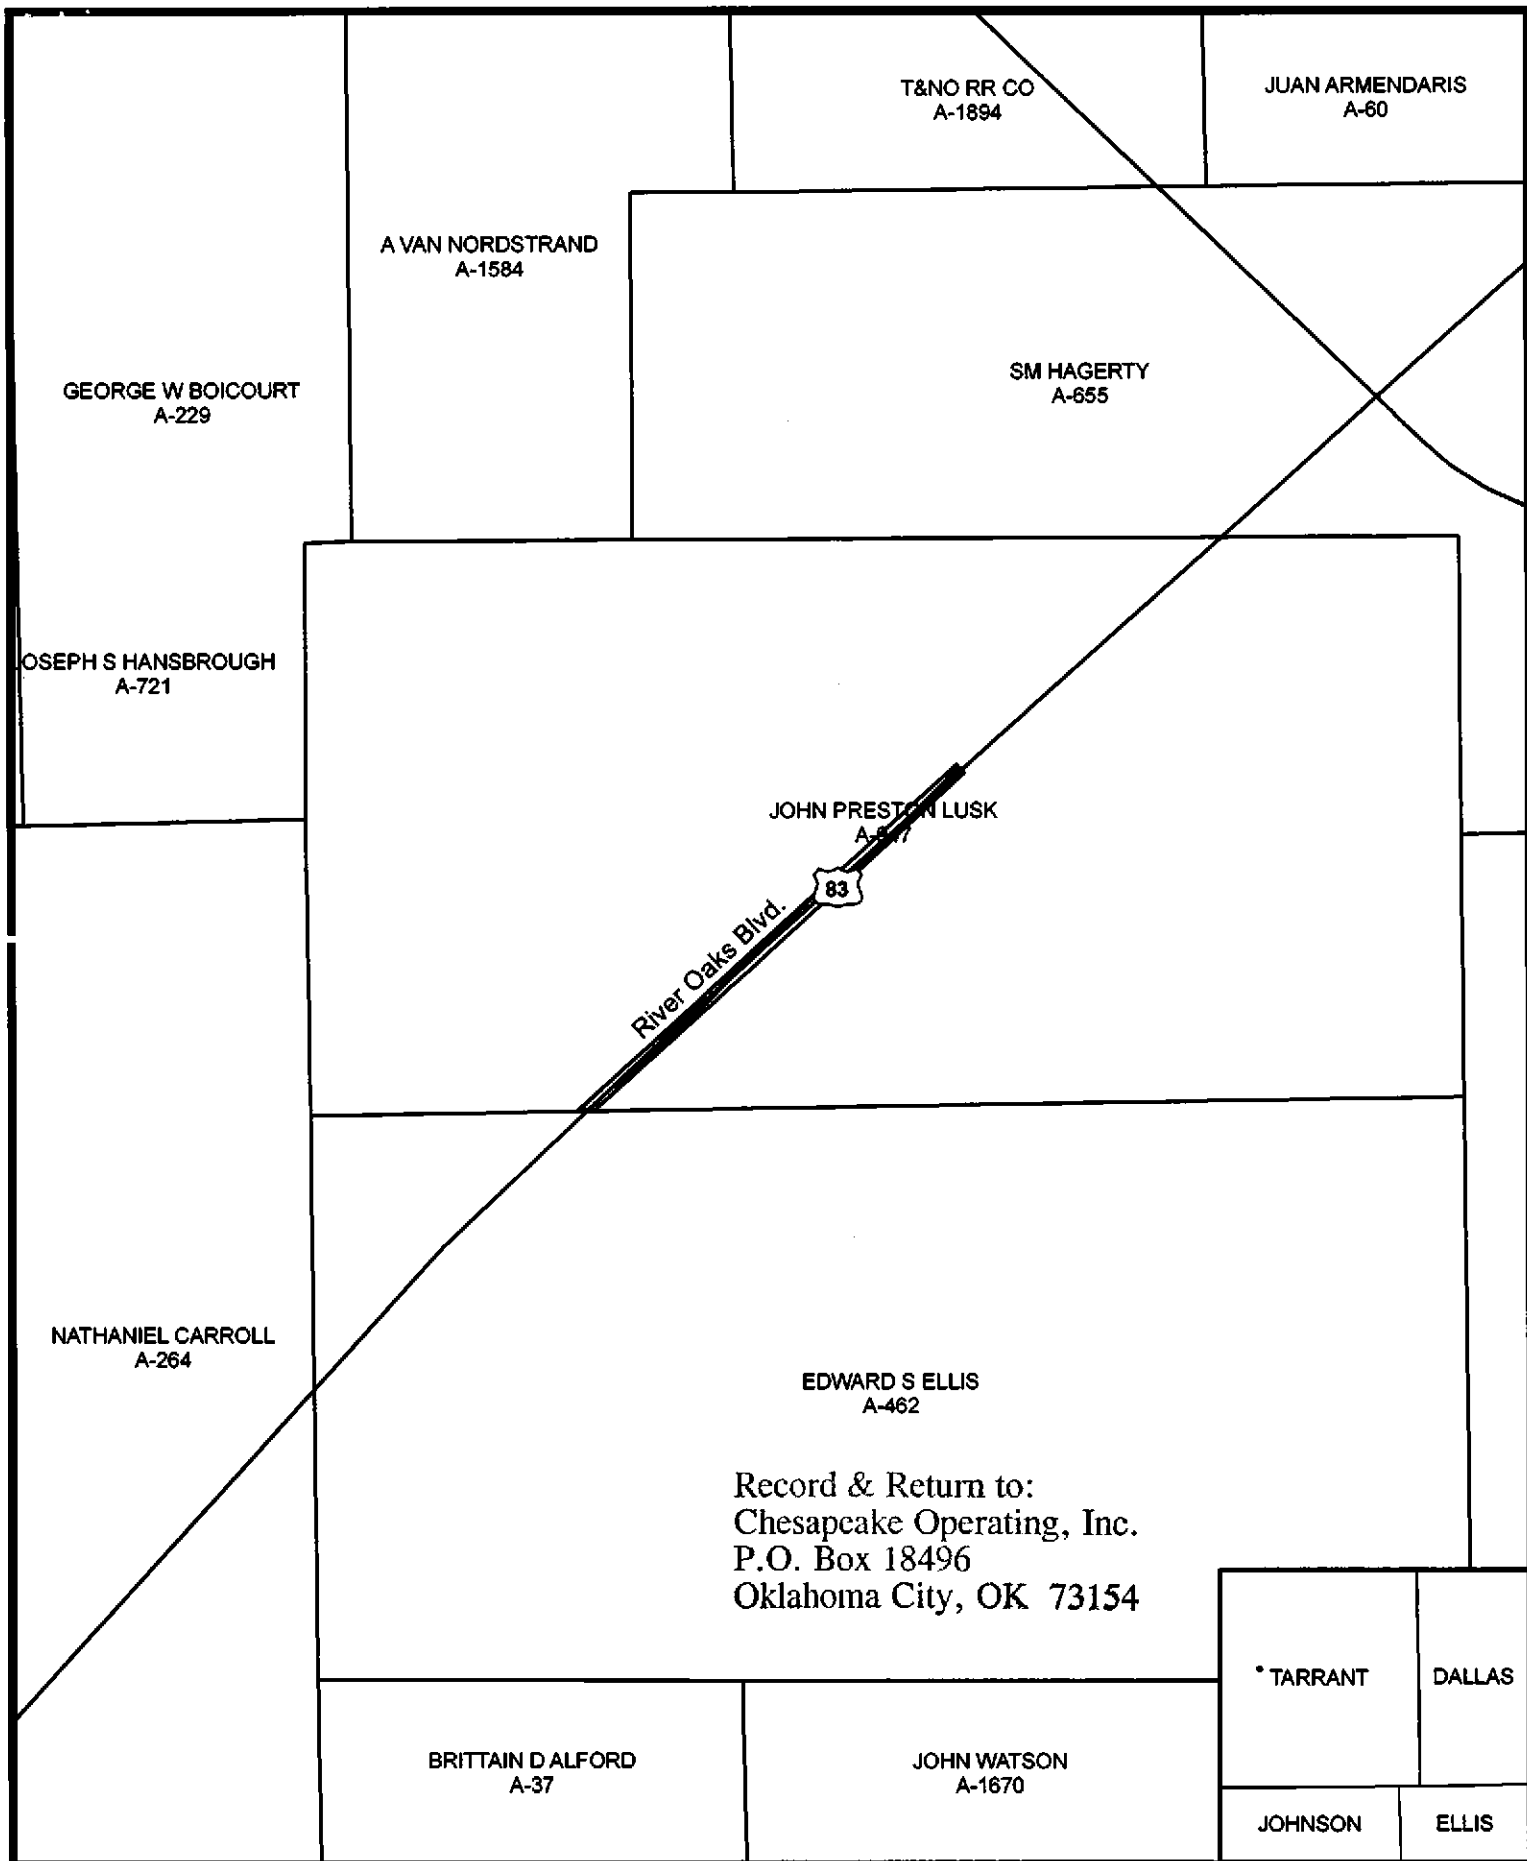 T&NO RR CO
A-1894
JUAN ARMENDARIS
A-60
A VAN NORDSTRAND
A-1584
SM HAGERTY
A-655
GEORGE W BOICOURT
A-229
OSEPH S HANSBROUGH
A-721
JOHN PRESTON LUSK
83
River Oaks Blvd.
NATHANIEL CARROLL
A-264
EDWARD S ELLIS
A-462
Record & Return to:
Chesapeake Operating, Inc.
P.O. Box 18496
Oklahoma City, OK 73154
TARRANT
DALLAS
BRITTAIN D ALFORD
A-37
JOHN WATSON
A-1670
JOHNSON
ELLIS